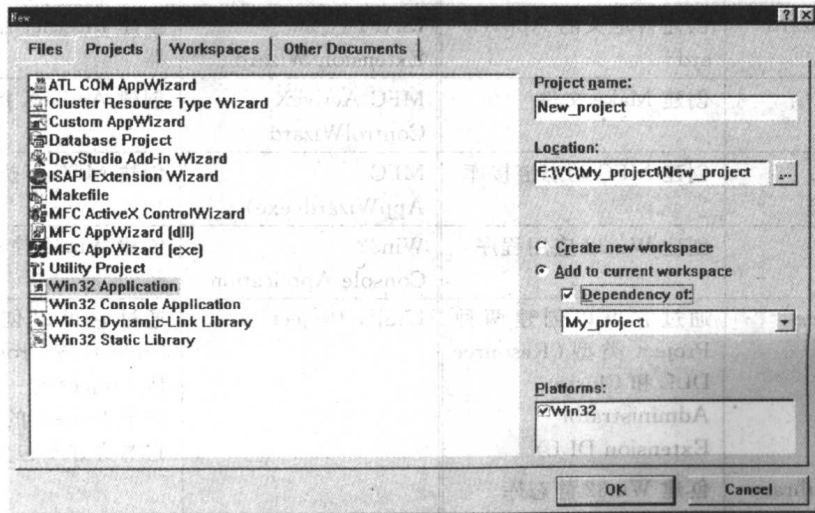 New
Files Projects Workspaces Other Documents
ATL COM AppWizard
Cluster Resource Type Wizard
Custom AppWizard
Database Project
DevStudio Add-in Wizard
ISAPI Extension Wizard
Makefile
MFC ActiveX ControlWizard
MFC AppWizard (dll)
MFC AppWizard (exe)
Utility Project
Win32 Application
Win32 Console Application
Win32 Dynamic-Link Library
Win32 Static Library
Project name:
New_project
Location:
E:\VC\My_project\New_project
...
Create new workspace
Add to current workspace
Dependency of:
My_project
Platforms:
Win32
OK Cancel